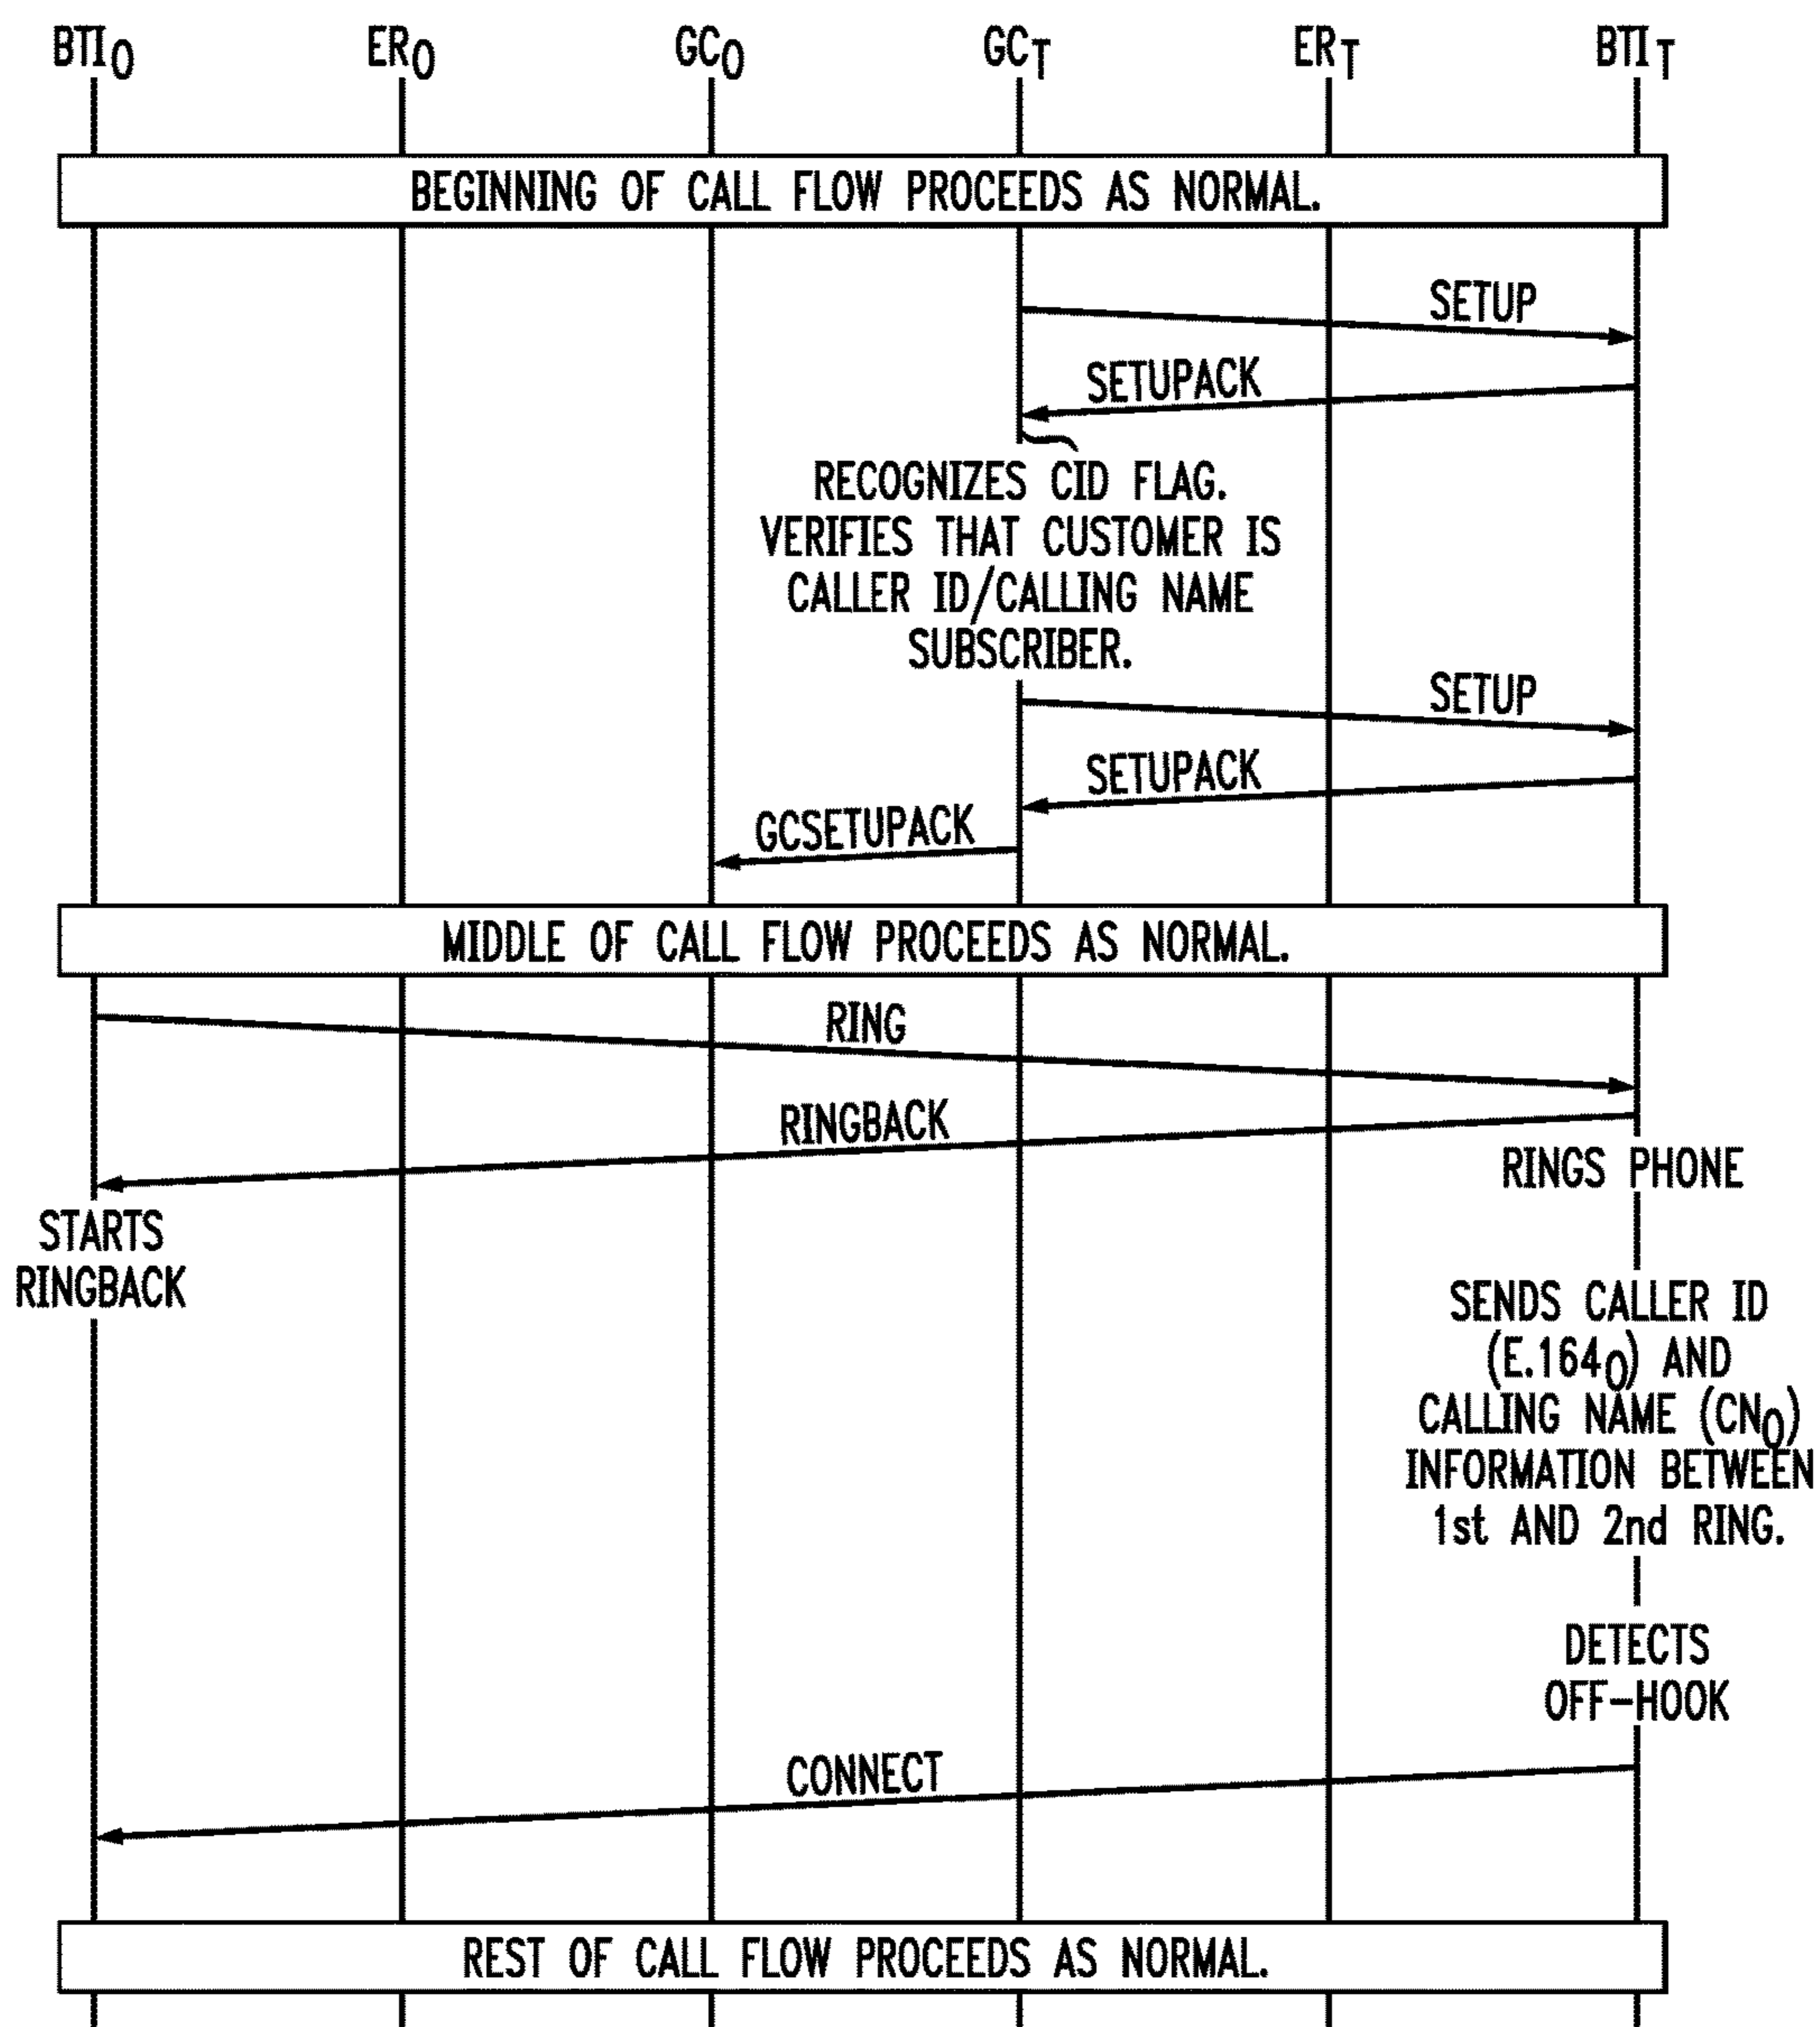 BTIO ERO GCO GCT ERT BTIT
BEGINNING OF CALL FLOW PROCEEDS AS NORMAL.
SETUP
SETUPACK
RECOGNIZES CID FLAG.
VERIFIES THAT CUSTOMER IS
CALLER ID/CALLING NAME
SUBSCRIBER.
SETUP
SETUPACK
GCSETUPACK
MIDDLE OF CALL FLOW PROCEEDS AS NORMAL.
RING
RINGBACK
RINGS PHONE
STARTS
RINGBACK
SENDS CALLER ID
(E.164O) AND
CALLING NAME (CNO)
INFORMATION BETWEEN
1st AND 2nd RING.
DETECTS
OFF-HOOK
CONNECT
REST OF CALL FLOW PROCEEDS AS NORMAL.